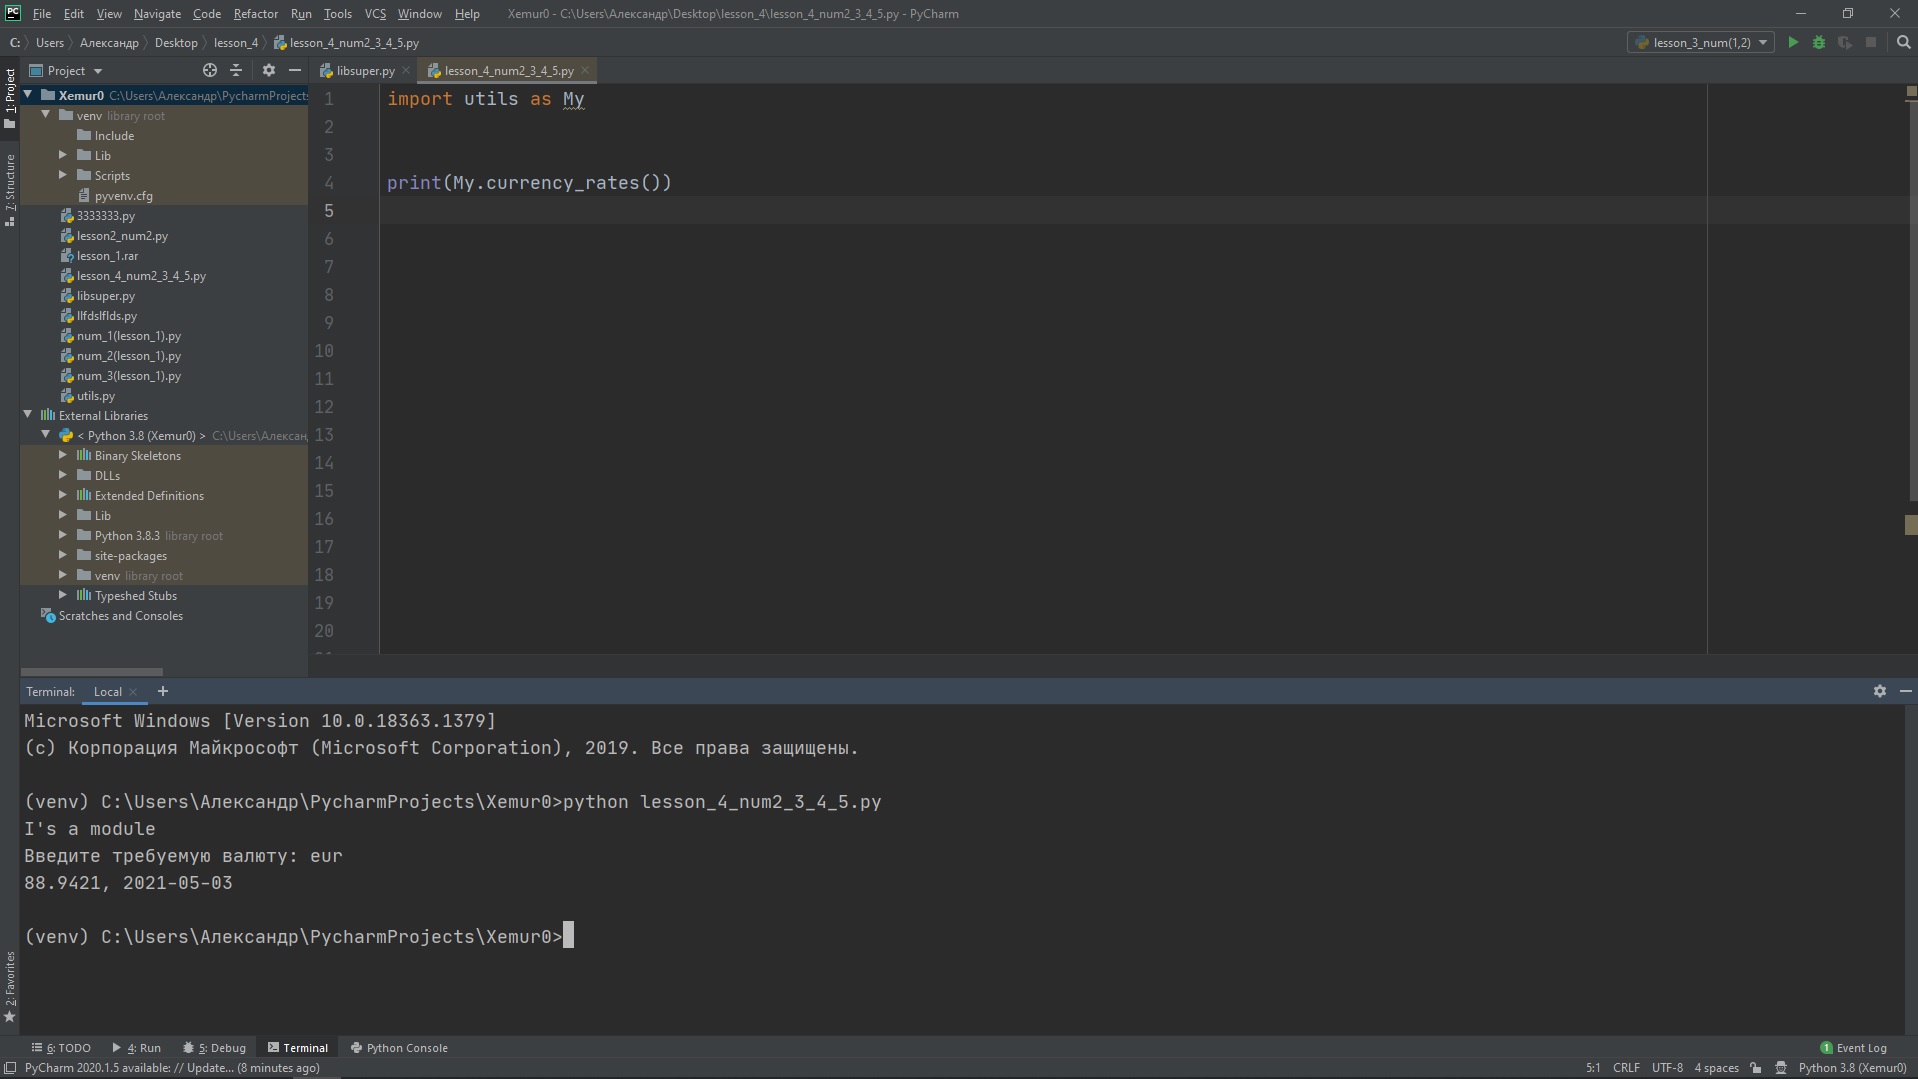 PC File Edit View Navigate Code Refactor Run Tools VCS Window Help Xemur0 - C:\Users\Александр\Desktop\lesson_4\lesson_4_num2_3_4_5.py - PyCharm
C: Users Александр Desktop lesson_4 lesson_4_num2_3_4_5.py lesson_3_num(1,2)
Project libsuper.py lesson_4_num2_3_4_5.py
1: Project
7: Structure
2: Favorites
Xemur0 C:\Users\Александр\PycharmProjects
venv library root
Include
Lib
Scripts
pyvenv.cfg
3333333.py
lesson2_num2.py
lesson_1.rar
lesson_4_num2_3_4_5.py
libsuper.py
llfdslflds.py
num_1(lesson_1).py
num_2(lesson_1).py
num_3(lesson_1).py
utils.py
External Libraries
< Python 3.8 (Xemur0) > C:\Users\Александ
Binary Skeletons
DLLs
Extended Definitions
Lib
Python 3.8.3 library root
site-packages
venv library root
Typeshed Stubs
Scratches and Consoles
1 import utils as My
2
3
4 print(My.currency_rates())
5
6
7
8
9
10
11
12
13
14
15
16
17
18
19
20
Terminal: Local +
Microsoft Windows [Version 10.0.18363.1379]
(c) Корпорация Майкрософт (Microsoft Corporation), 2019. Все права защищены.
(venv) C:\Users\Александр\PycharmProjects\Xemur0>python lesson_4_num2_3_4_5.py
I's a module
Введите требуемую валюту: eur
88.9421, 2021-05-03
(venv) C:\Users\Александр\PycharmProjects\Xemur0>
6: TODO 4: Run 5: Debug Terminal Python Console 1 Event Log
PyCharm 2020.1.5 available: // Update... (8 minutes ago) 5:1 CRLF UTF-8 4 spaces Python 3.8 (Xemur0)